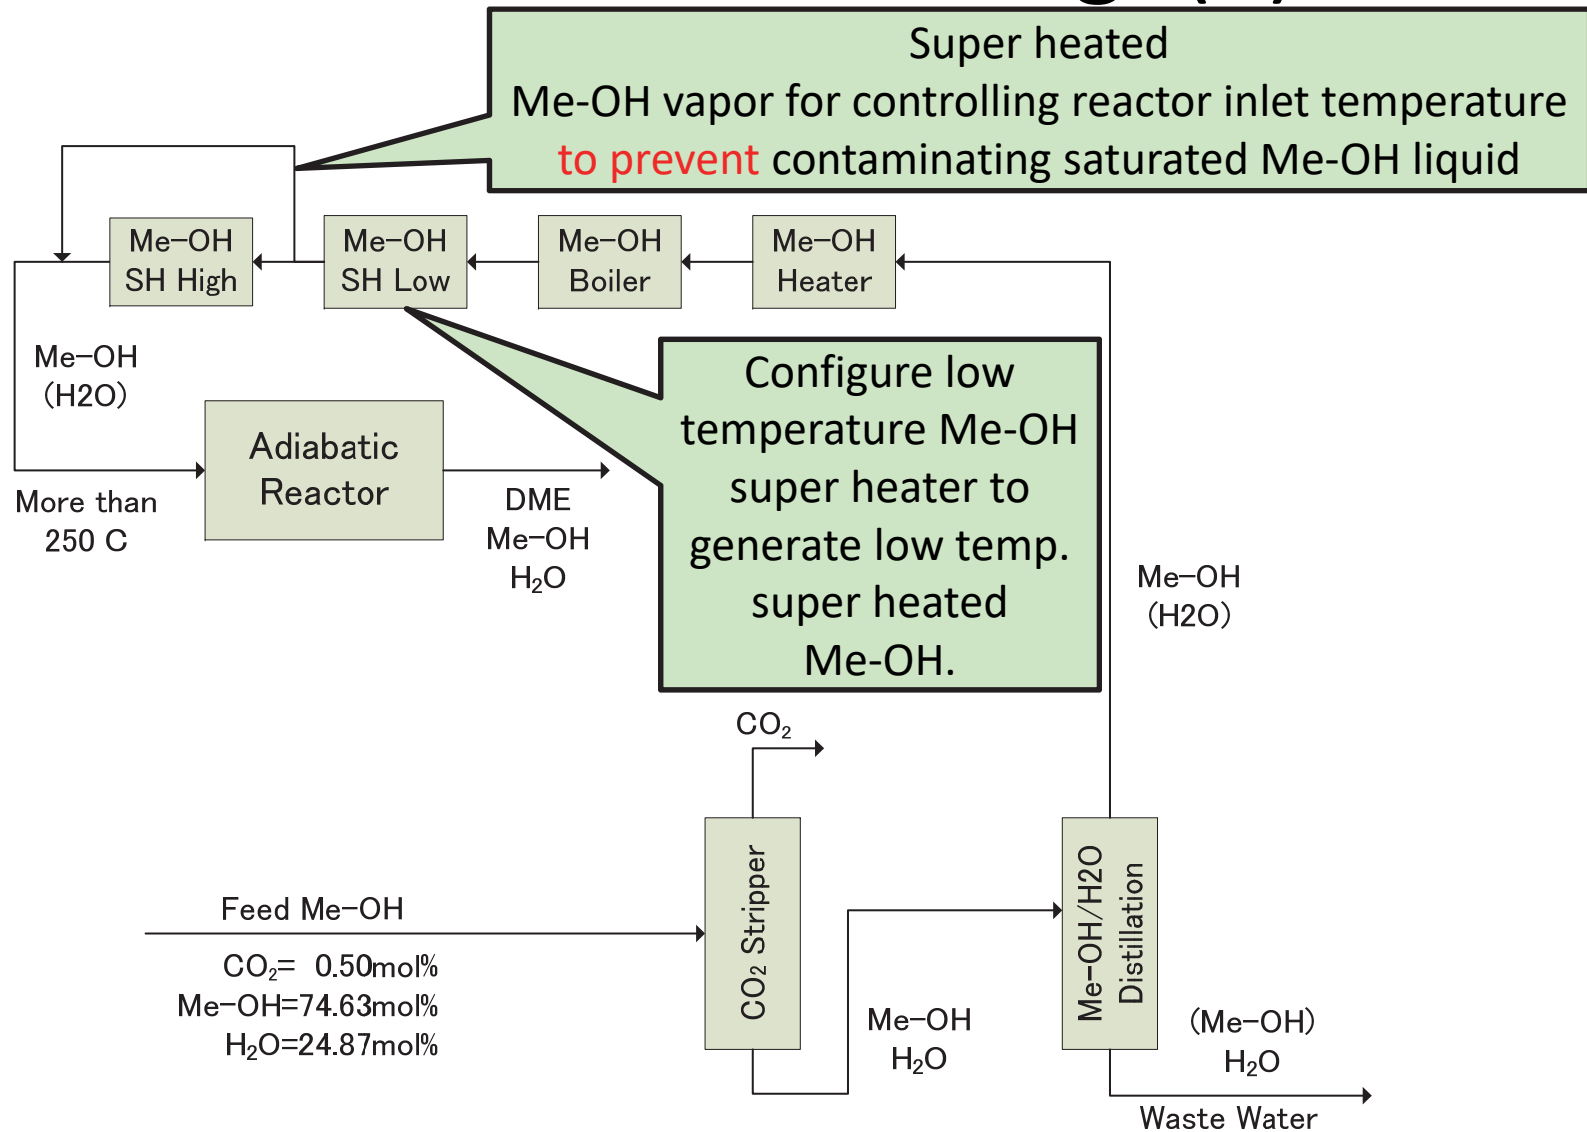 Super heated
Me-OH vapor for controlling reactor inlet temperature
to prevent contaminating saturated Me-OH liquid
Me-OH
SH High
Me-OH
SH Low
Me-OH
Boiler
Me-OH
Heater
Me-OH
(H2O)
Adiabatic
Reactor
More than
250 C
DME
Me-OH
H₂O
Configure low
temperature Me-OH
super heater to
generate low temp.
super heated
Me-OH.
Me-OH
(H2O)
CO₂
Feed Me-OH
CO₂= 0.50mol%
Me-OH=74.63mol%
H₂O=24.87mol%
CO₂ Stripper
Me-OH
H₂O
Me-OH/H2O
Distillation
(Me-OH)
H₂O
Waste Water